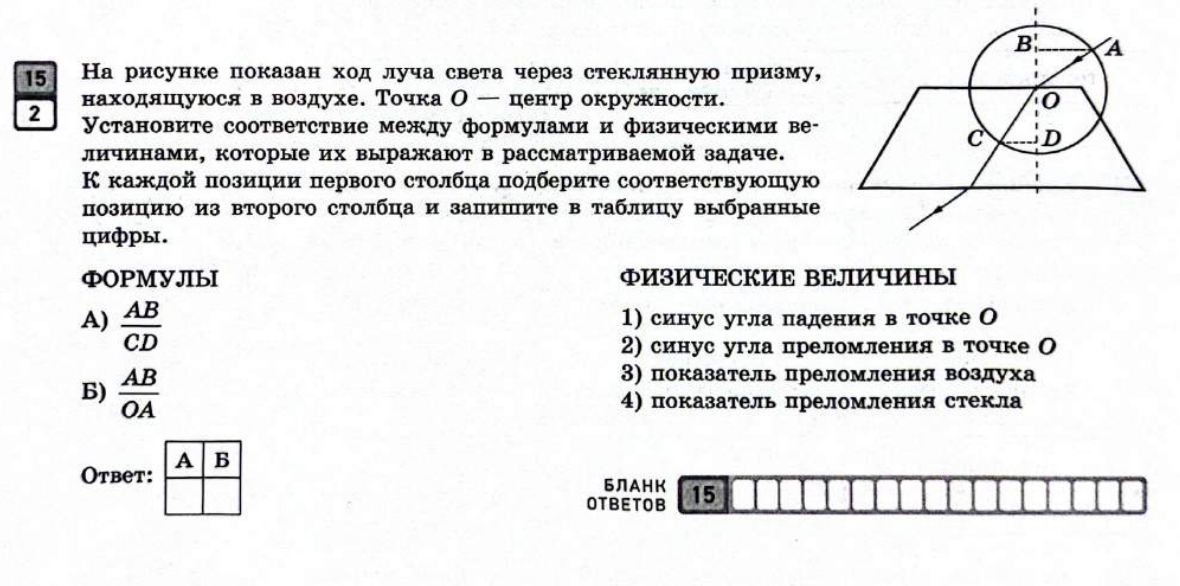 B
A
O
C
D
15
2
На рисунке показан ход луча света через стеклянную призму,
находящуюся в воздухе. Точка O — центр окружности.
Установите соответствие между формулами и физическими ве-
личинами, которые их выражают в рассматриваемой задаче.
К каждой позиции первого столбца подберите соответствующую
позицию из второго столбца и запишите в таблицу выбранные
цифры.
ФОРМУЛЫ
А) AB
CD
Б) AB
OA
ФИЗИЧЕСКИЕ ВЕЛИЧИНЫ
1) синус угла падения в точке O
2) синус угла преломления в точке O
3) показатель преломления воздуха
4) показатель преломления стекла
Ответ: А Б
БЛАНК
ОТВЕТОВ 15